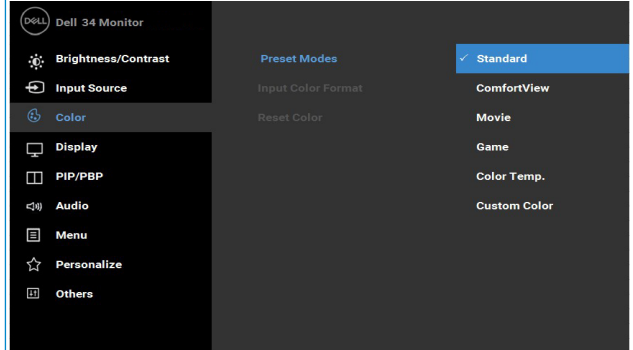 DELL Dell 34 Monitor
Brightness/Contrast
Input Source
Color
Display
PIP/PBP
Audio
Menu
Personalize
Others
Preset Modes
Input Color Format
Reset Color
Standard
ComfortView
Movie
Game
Color Temp.
Custom Color